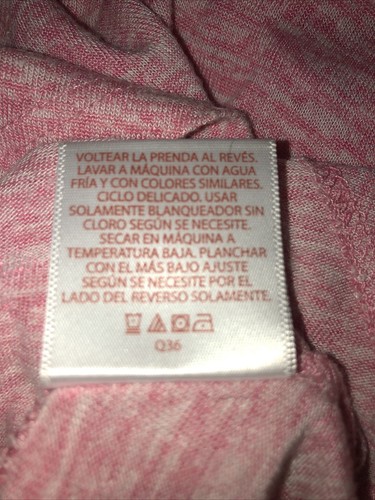 VOLTEAR LA PRENDA AL REVÉS.
LAVAR A MÁQUINA CON AGUA
FRÍA Y CON COLORES SIMILARES.
CICLO DELICADO. USAR
SOLAMENTE BLANQUEADOR SIN
CLORO SEGÚN SE NECESITE.
SECAR EN MÁQUINA A
TEMPERATURA BAJA. PLANCHAR
CON EL MÁS BAJO AJUSTE
SEGÚN SE NECESITE POR EL
LADO DEL REVERSO SOLAMENTE.
Q36